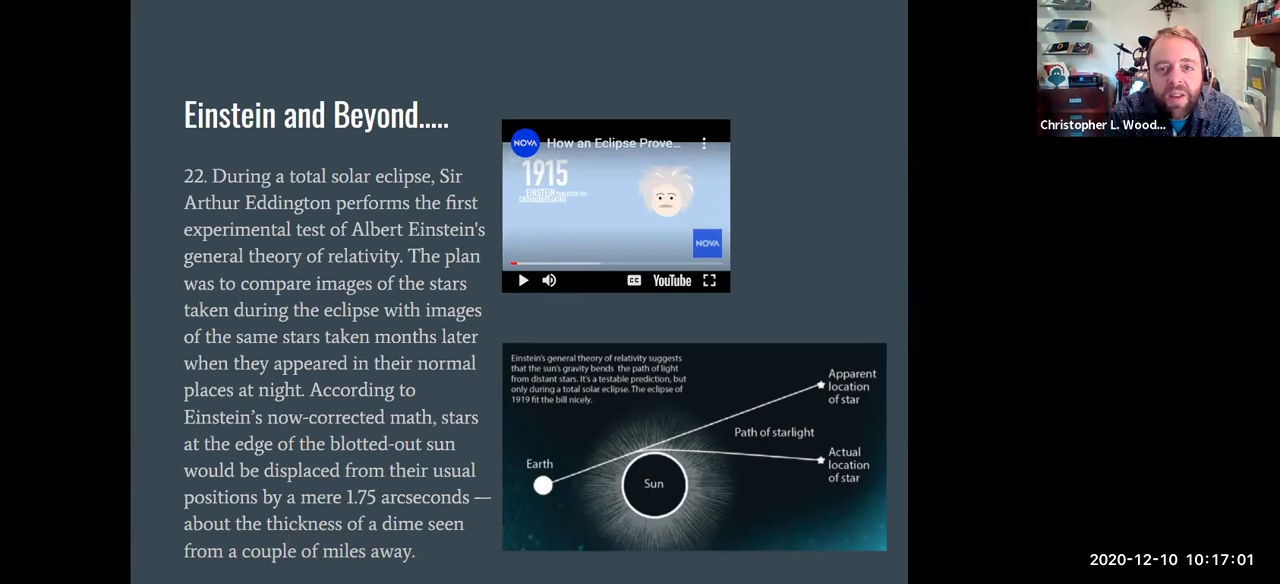 Einstein and Beyond.....
22. During a total solar eclipse, Sir
Arthur Eddington performs the first
experimental test of Albert Einstein's
general theory of relativity. The plan
was to compare images of the stars
taken during the eclipse with images
of the same stars taken months later
when they appeared in their normal
places at night. According to
Einstein’s now-corrected math, stars
at the edge of the blotted-out sun
would be displaced from their usual
positions by a mere 1.75 arcseconds —
about the thickness of a dime seen
from a couple of miles away.
NOVA How an Eclipse Prove...
1915
EINSTEIN PUBLISHED HIS
GROUNDBREAKING
NOVA
CC YouTube
Einstein's general theory of relativity suggests
that the sun's gravity bends the path of light
from distant stars. It's a testable prediction, but
only during a total solar eclipse. The eclipse of
1919 fit the bill nicely.
Apparent
location
of star
Path of starlight
Actual
location
of star
Earth
Sun
Christopher L. Wood...
2020-12-10 10:17:01